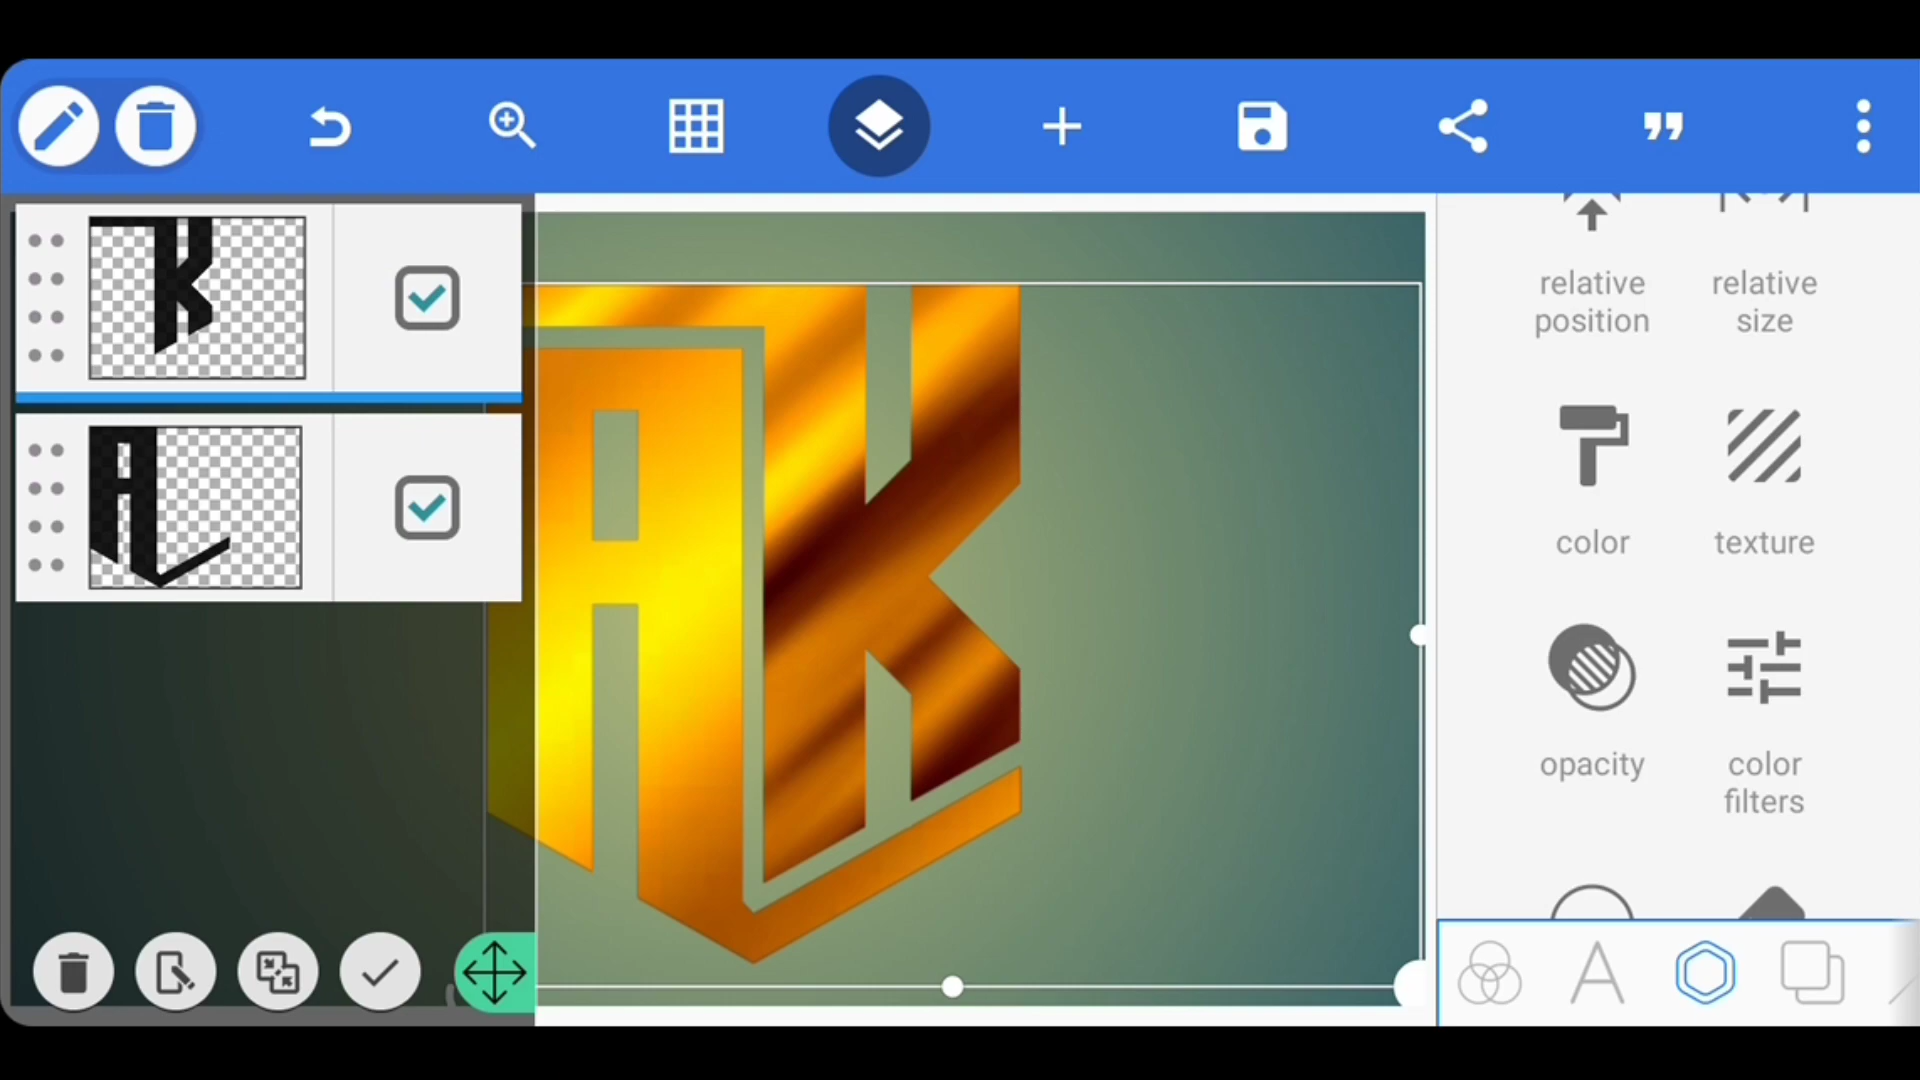 AK
relative
position
relative
size
color
texture
opacity
color
filters